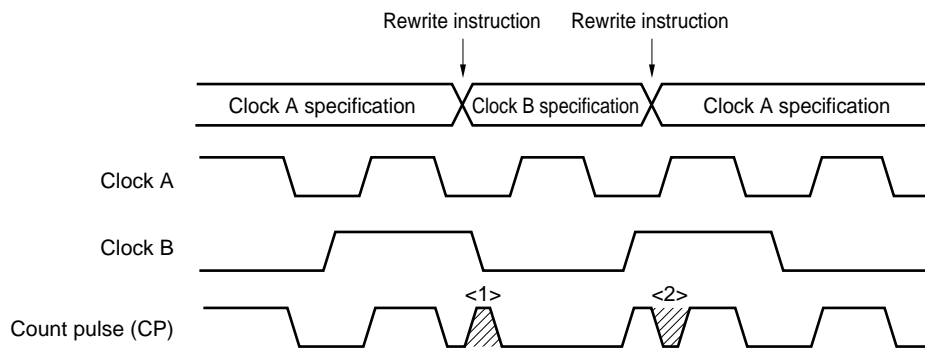 Rewrite instruction Rewrite instruction
Clock A specification Clock B specification Clock A specification
Clock A
Clock B
<1> <2>
Count pulse (CP)